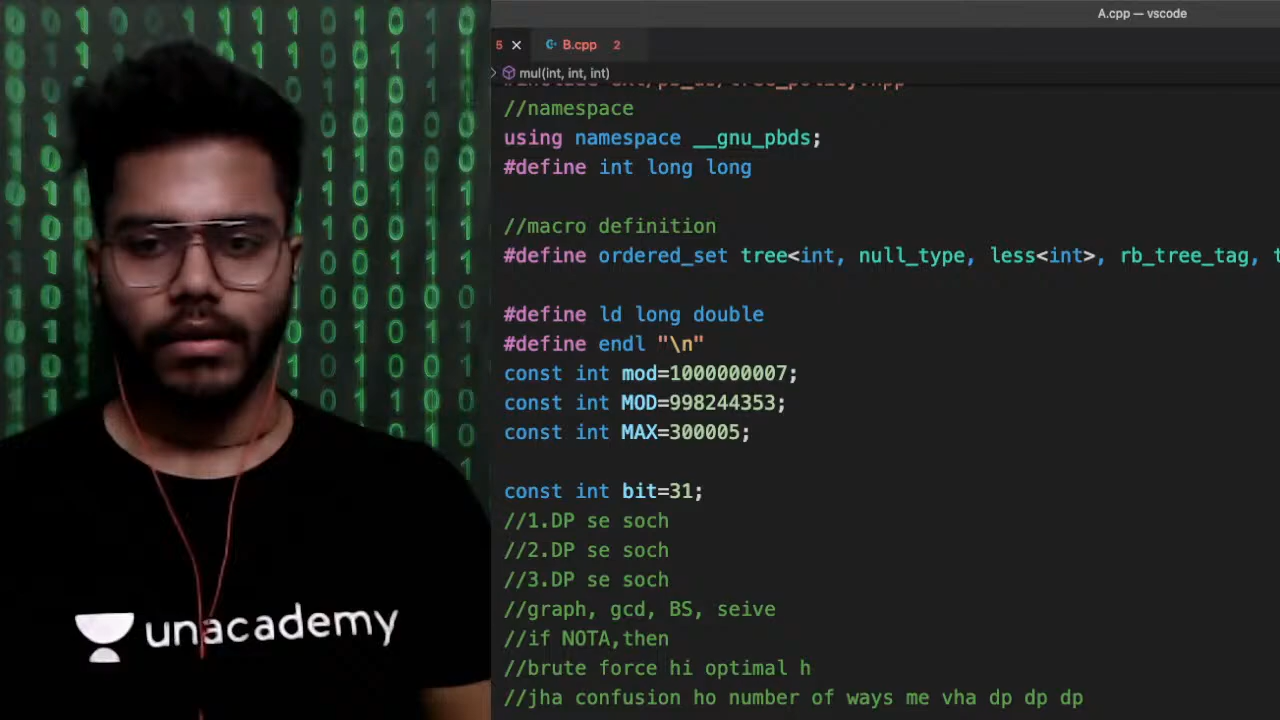 A.cpp — vscode
5 × B.cpp 2
mul(int, int, int)
//namespace
using namespace __gnu_pbds;
#define int long long
//macro definition
#define ordered_set tree<int, null_type, less<int>, rb_tree_tag, t
#define ld long double
#define endl "\n"
const int mod=1000000007;
const int MOD=998244353;
const int MAX=300005;
const int bit=31;
//1.DP se soch
//2.DP se soch
//3.DP se soch
//graph, gcd, BS, seive
//if NOTA,then
//brute force hi optimal h
//jha confusion ho number of ways me vha dp dp dp
unacademy